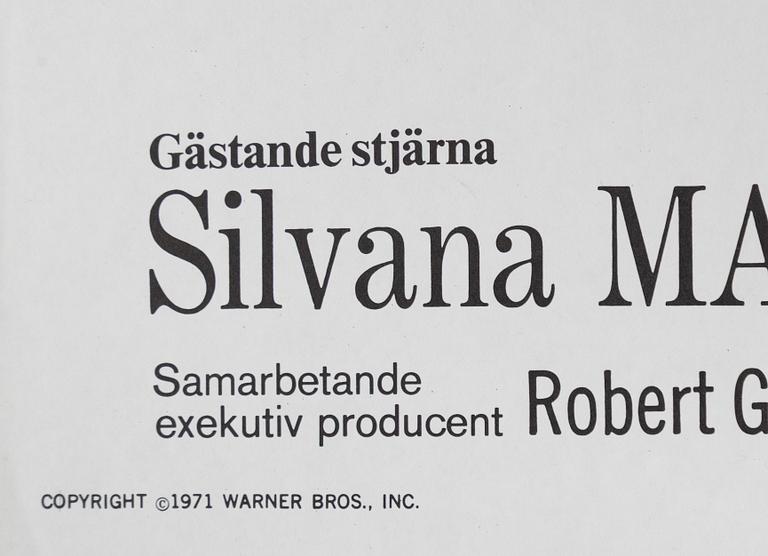 Gästande stjärna
Silvana MA
Samarbetande
exekutiv producent Robert G
COPYRIGHT ©1971 WARNER BROS., INC.